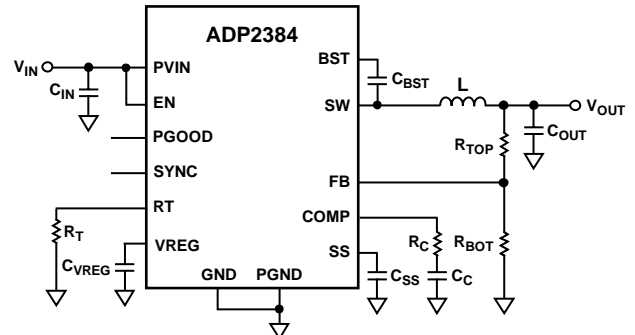 ADP2384
VIN
CIN
PVIN
EN
PGOOD
SYNC
RT
RT
VREG
CVREG
GND
PGND
BST
CBST
SW
L
VOUT
COUT
RTOP
FB
COMP
RC
RBOT
SS
CSS
CC